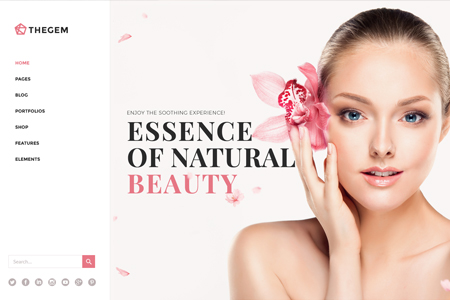 THEGEM
HOME
PAGES
BLOG
PORTFOLIOS
SHOP
FEATURES
ELEMENTS
Search...
ENJOY THE SOOTHING EXPERIENCE!
ESSENCE
OF NATURAL
BEAUTY